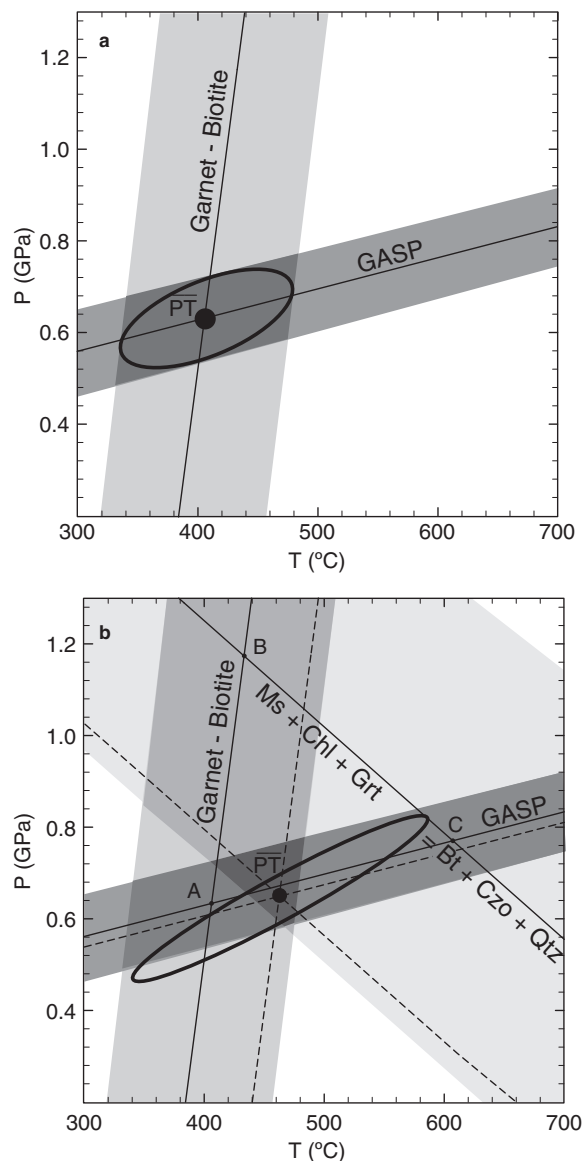 a
1.2
1.0
0.8
0.6
0.4
P (GPa)
Garnet - Biotite
GASP
PT
300
400
500
600
700
T (ºC)
b
1.2
1.0
0.8
0.6
0.4
P (GPa)
B
Garnet - Biotite
Ms + Chl + Grt
= Bt + Czo + Qtz
GASP
C
PT
A
300
400
500
600
700
T (ºC)